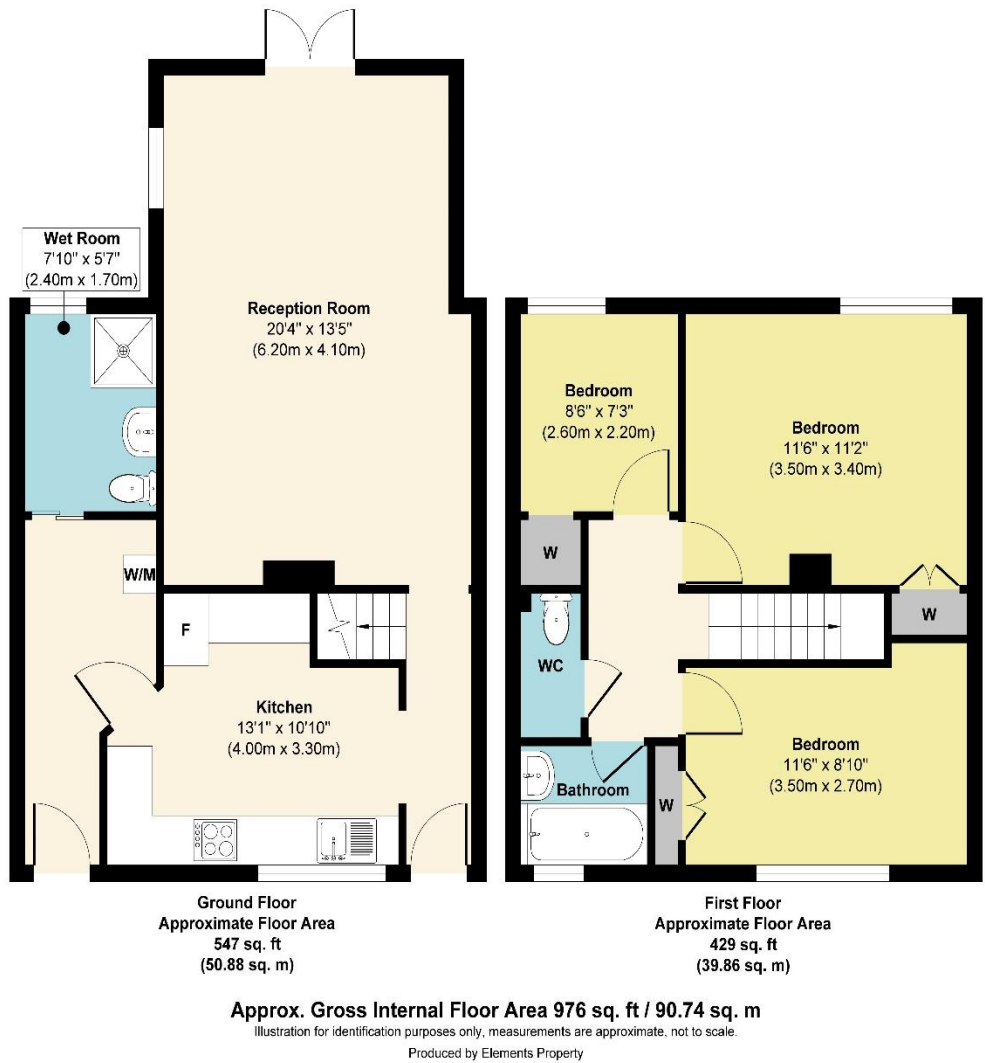 Wet Room
7'10" x 5'7"
(2.40m x 1.70m)
Reception Room
20'4" x 13'5"
(6.20m x 4.10m)
W/M
F
Kitchen
13'1" x 10'10"
(4.00m x 3.30m)
Ground Floor
Approximate Floor Area
547 sq. ft
(50.88 sq. m)
Bedroom
8'6" x 7'3"
(2.60m x 2.20m)
Bedroom
11'6" x 11'2"
(3.50m x 3.40m)
W
W
WC
Bathroom
W
Bedroom
11'6" x 8'10"
(3.50m x 2.70m)
First Floor
Approximate Floor Area
429 sq. ft
(39.86 sq. m)
Approx. Gross Internal Floor Area 976 sq. ft / 90.74 sq. m
Illustration for identification purposes only, measurements are approximate, not to scale.
Produced by Elements Property